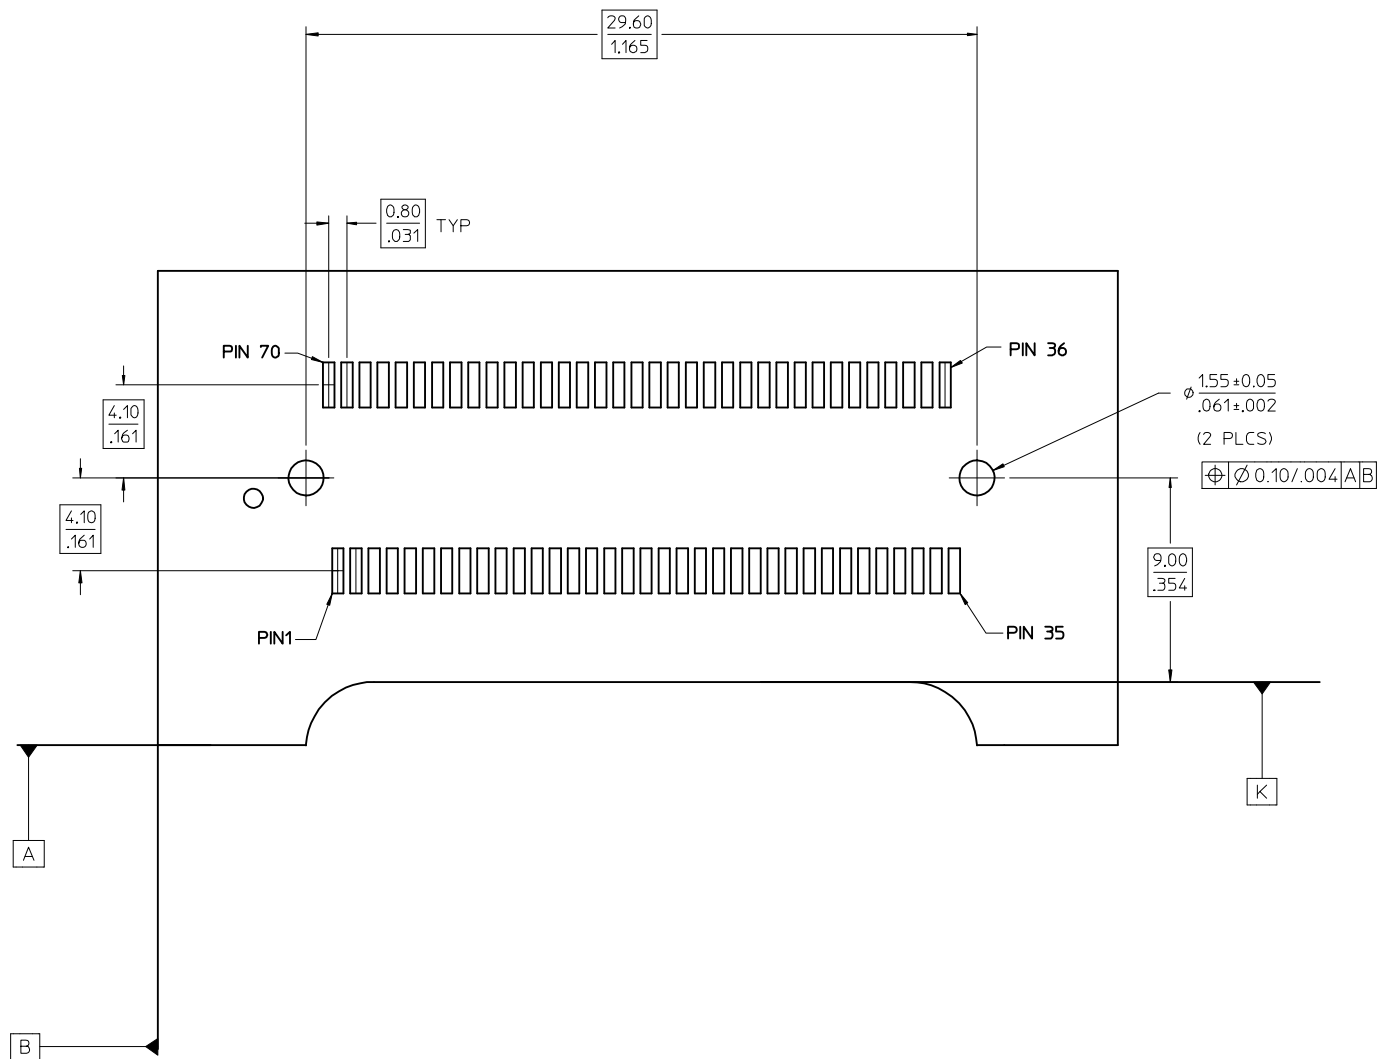 29.60
1.165
0.80
.031
TYP
PIN 70
PIN 36
4.10
.161
1.55±0.05
.061±.002
(2 PLCS)
⌖ Ø 0.10/.004 A B
4.10
.161
9.00
.354
PIN1
PIN 35
K
A
B